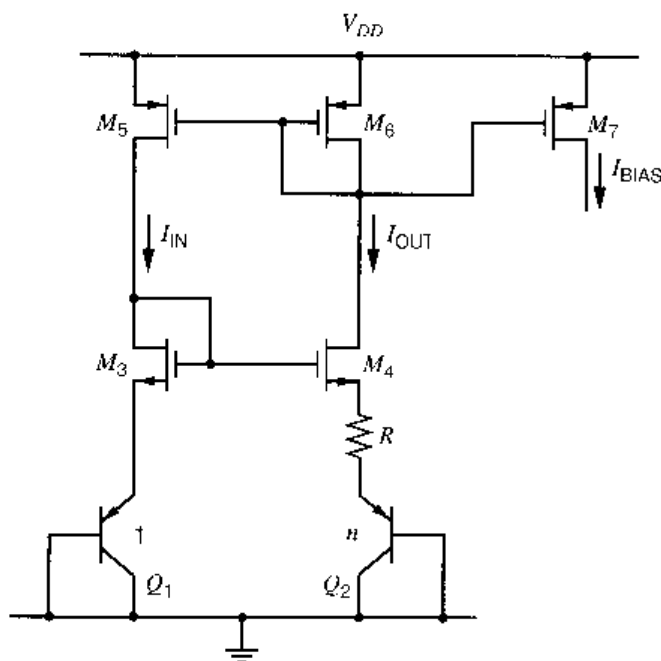 V_DD
M_5
M_6
M_7
I_BIAS
I_IN
I_OUT
M_3
M_4
R
1
n
Q_1
Q_2